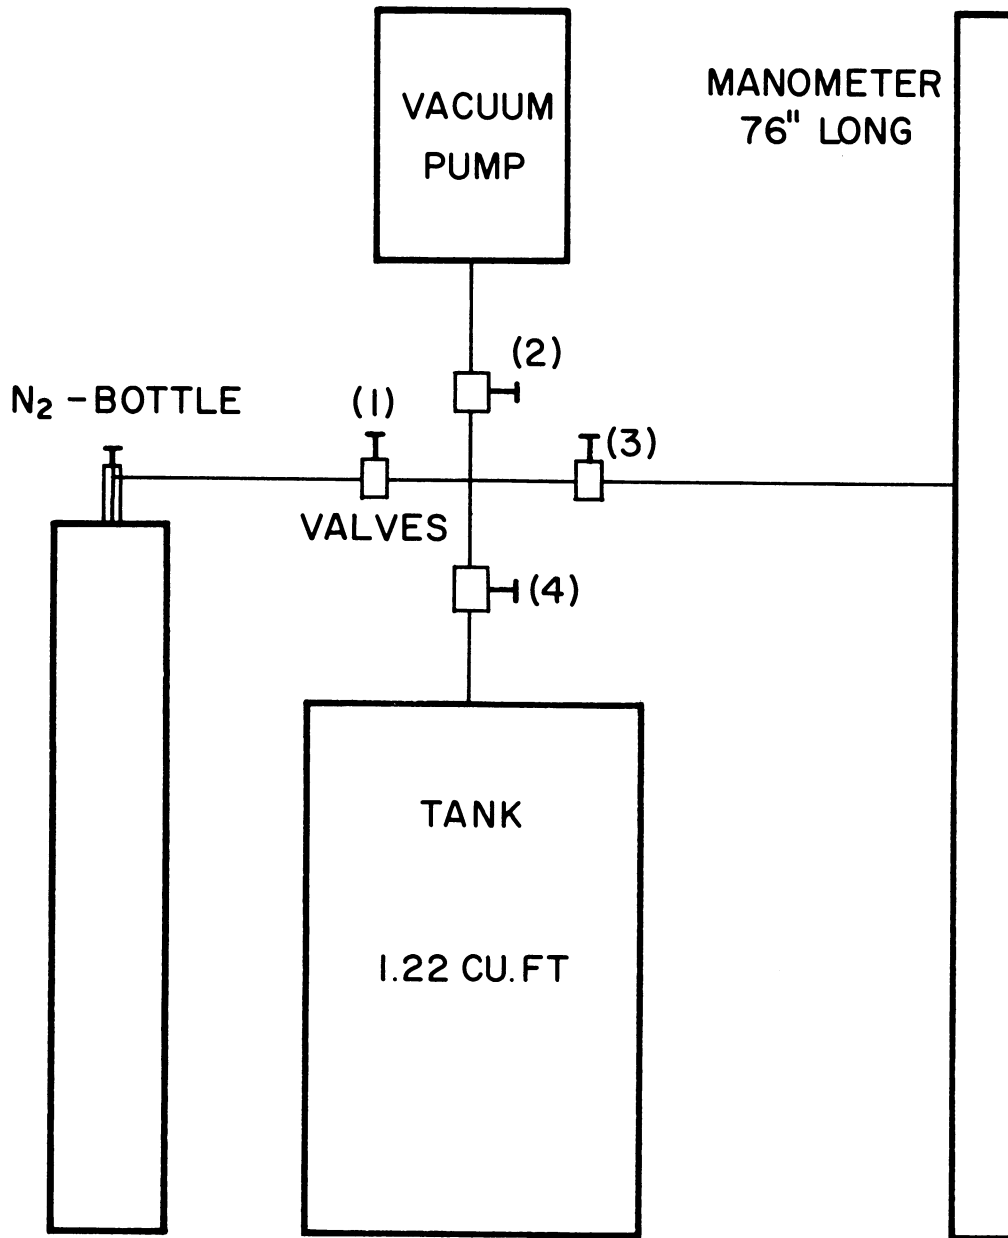 VACUUM
PUMP
MANOMETER
76" LONG
(2)
N₂ - BOTTLE
(1)
(3)
VALVES
(4)
TANK
1.22 CU. FT